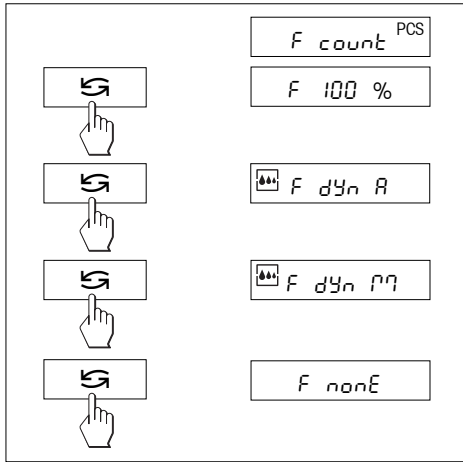 F count PCS
F 100 %
F dyn A
F dyn M
F nonE